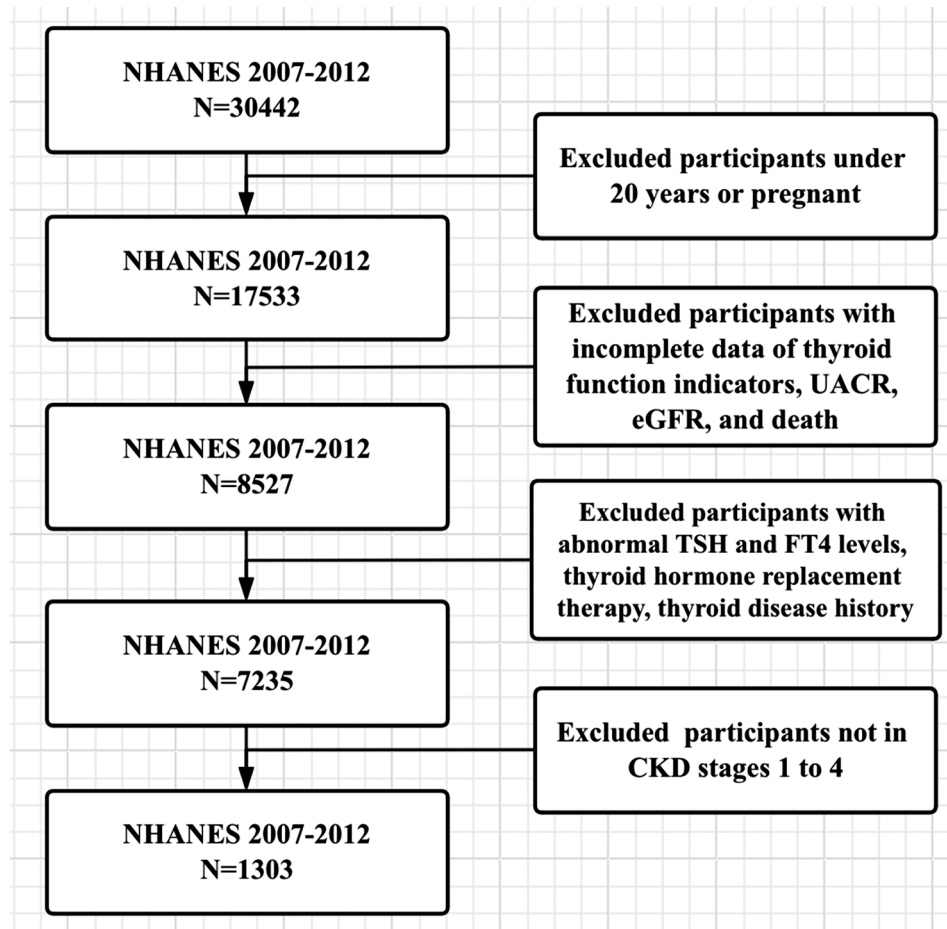 NHANES 2007-2012
N=30442
Excluded participants under
20 years or pregnant
NHANES 2007-2012
N=17533
Excluded participants with
incomplete data of thyroid
function indicators, UACR,
eGFR, and death
NHANES 2007-2012
N=8527
Excluded participants with
abnormal TSH and FT4 levels,
thyroid hormone replacement
therapy, thyroid disease history
NHANES 2007-2012
N=7235
Excluded participants not in
CKD stages 1 to 4
NHANES 2007-2012
N=1303